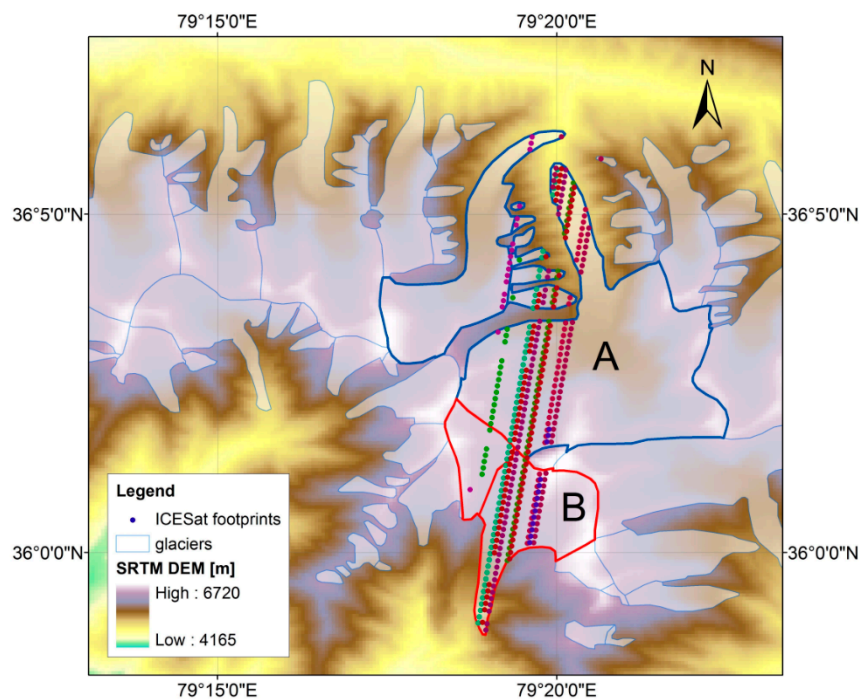 79°15'0"E 79°20'0"E
N
36°5'0"N 36°5'0"N
A
B
Legend
ICESat footprints
glaciers
SRTM DEM [m]
High : 6720
Low : 4165
36°0'0"N 36°0'0"N
79°15'0"E 79°20'0"E